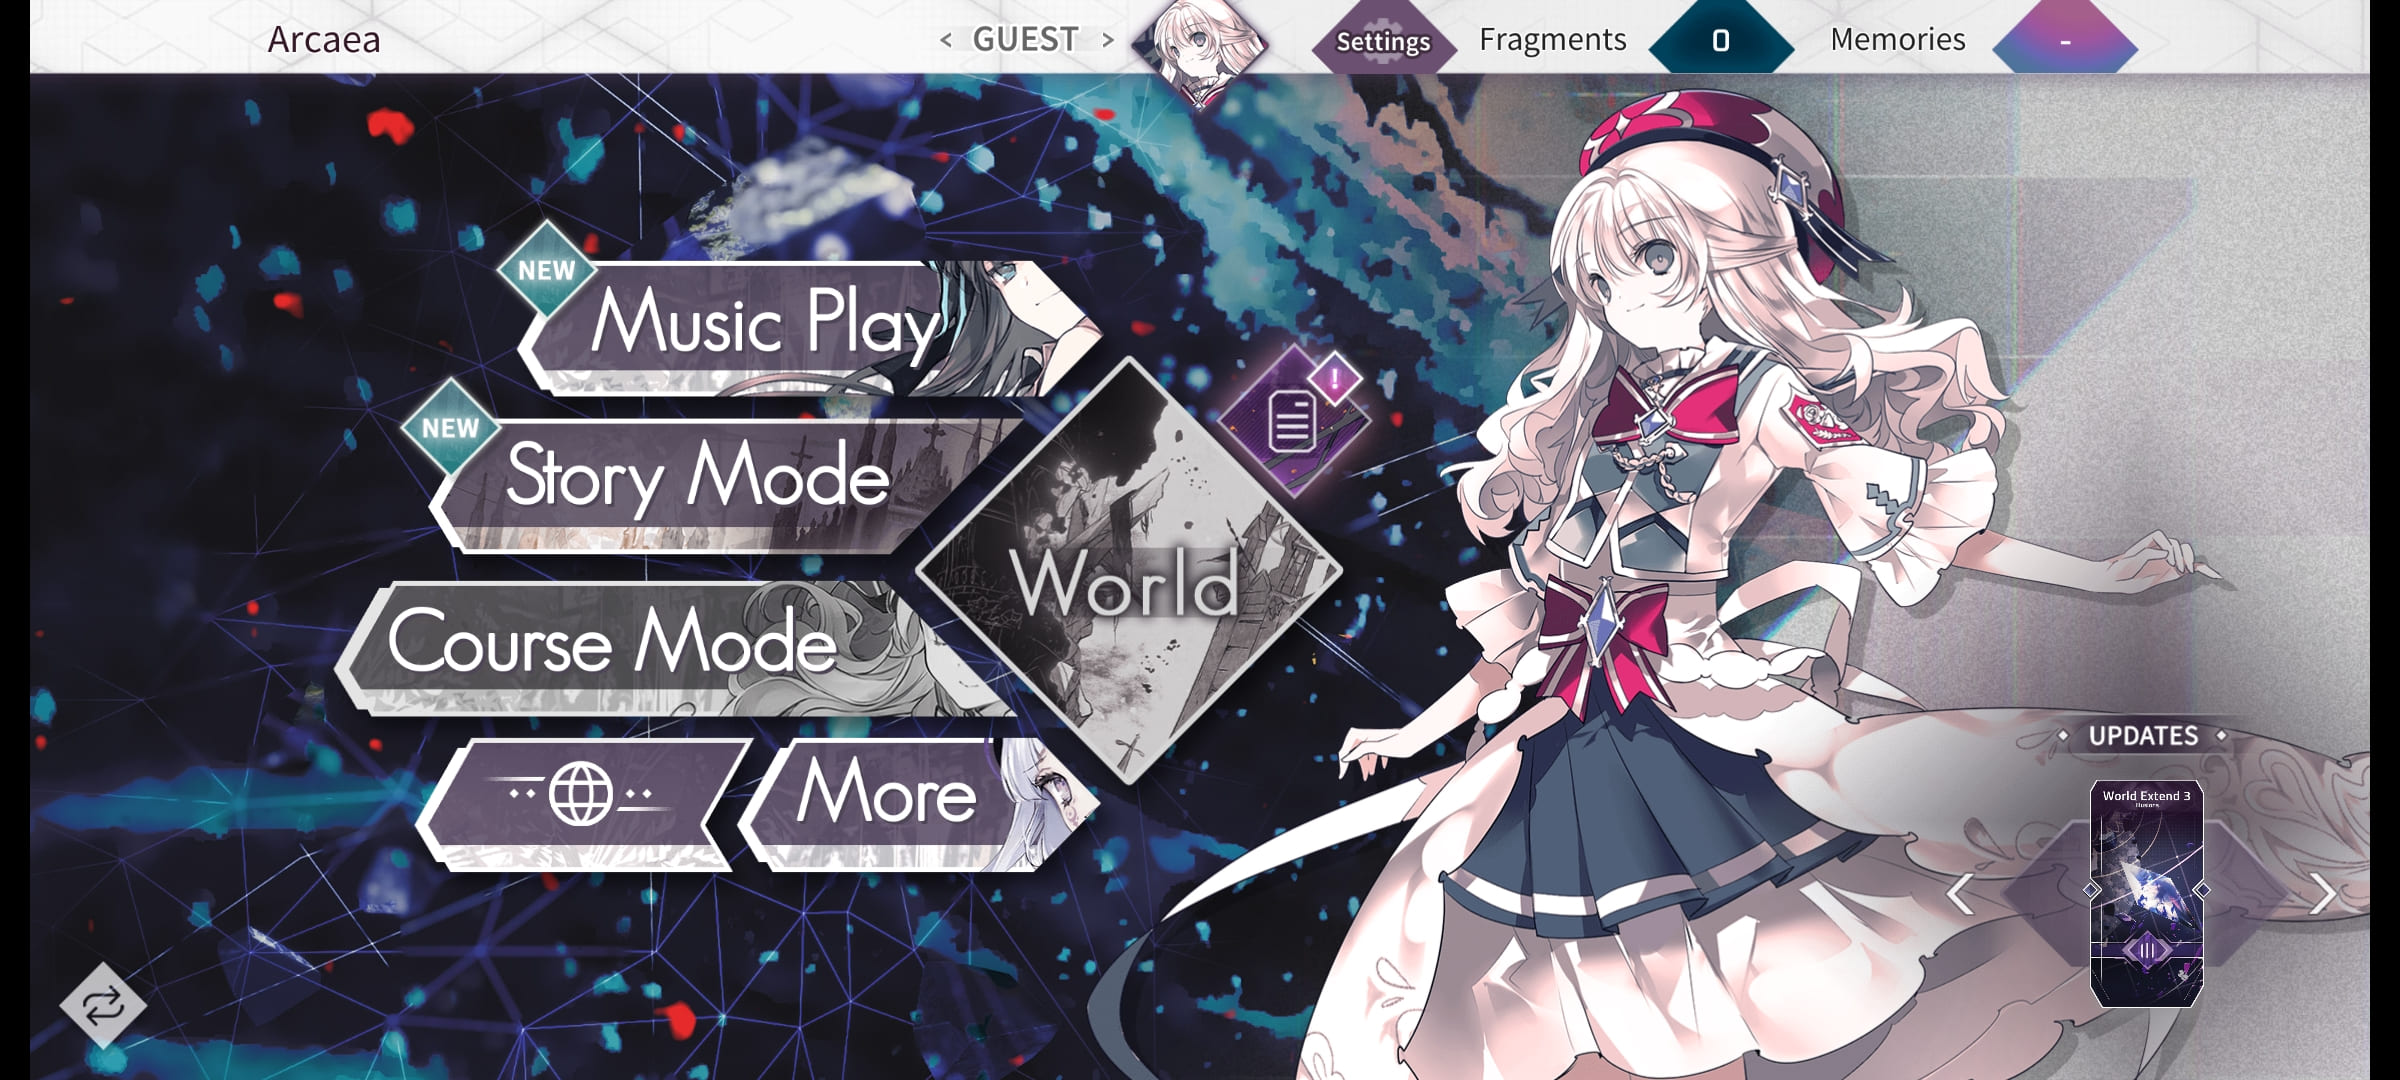 Arcaea
< GUEST >
Settings
Fragments
0
Memories
-
NEW
Music Play
NEW
Story Mode
!
World
Course Mode
More
UPDATES
World Extend 3
Illusions